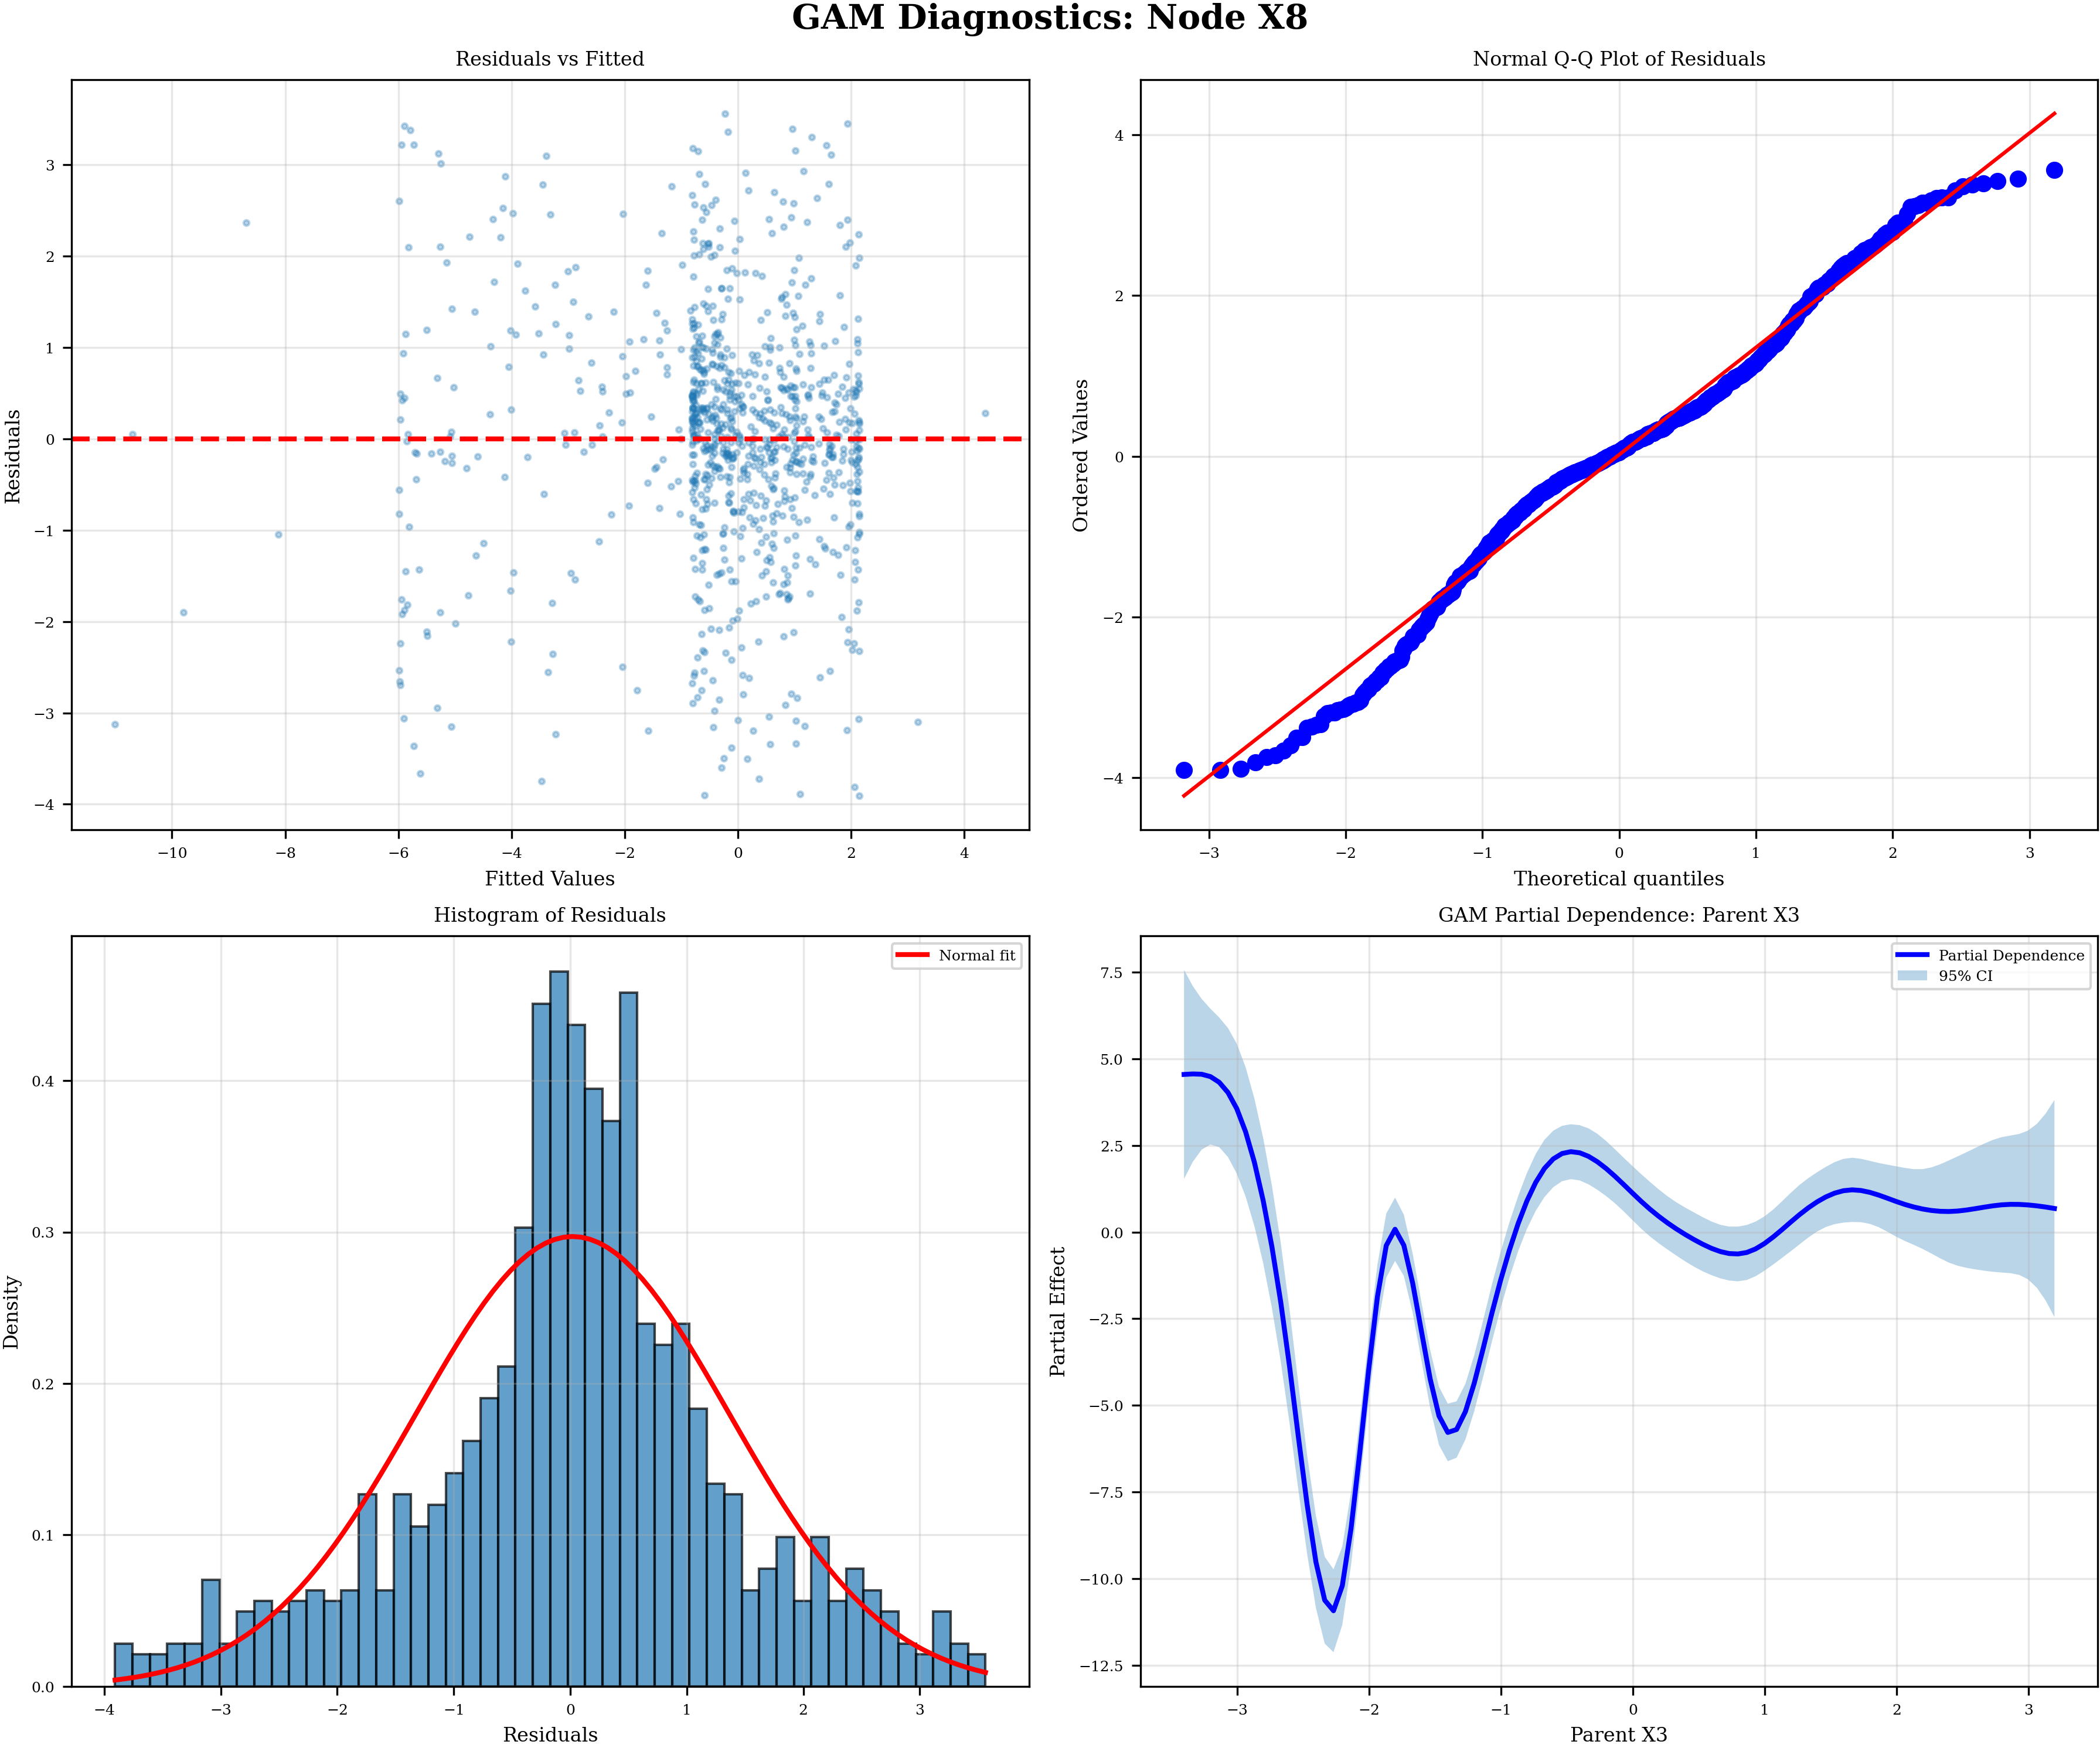 GAM Diagnostics: Node X8
Residuals vs Fitted
3
2
1
0
−1
−2
−3
−4
Residuals
−10 −8 −6 −4 −2 0 2 4
Fitted Values
Normal Q-Q Plot of Residuals
4
2
0
−2
−4
Ordered Values
−3 −2 −1 0 1 2 3
Theoretical quantiles
Histogram of Residuals
Normal fit
0.4
0.3
0.2
0.1
0.0
Density
−4 −3 −2 −1 0 1 2 3
Residuals
GAM Partial Dependence: Parent X3
Partial Dependence
95% CI
7.5
5.0
2.5
0.0
−2.5
−5.0
−7.5
−10.0
−12.5
Partial Effect
−3 −2 −1 0 1 2 3
Parent X3